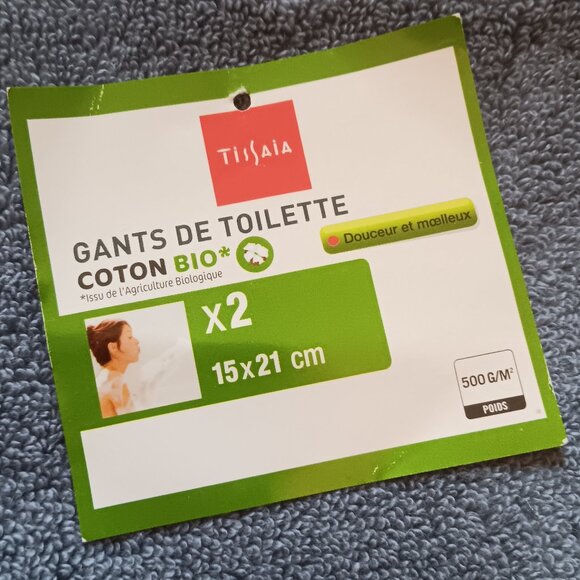 TISSAIA
GANTS DE TOILETTE
COTON BIO*
*Issu de l'Agriculture Biologique
Douceur et mœlleux
x2
15x21 cm
500 G/M²
POIDS